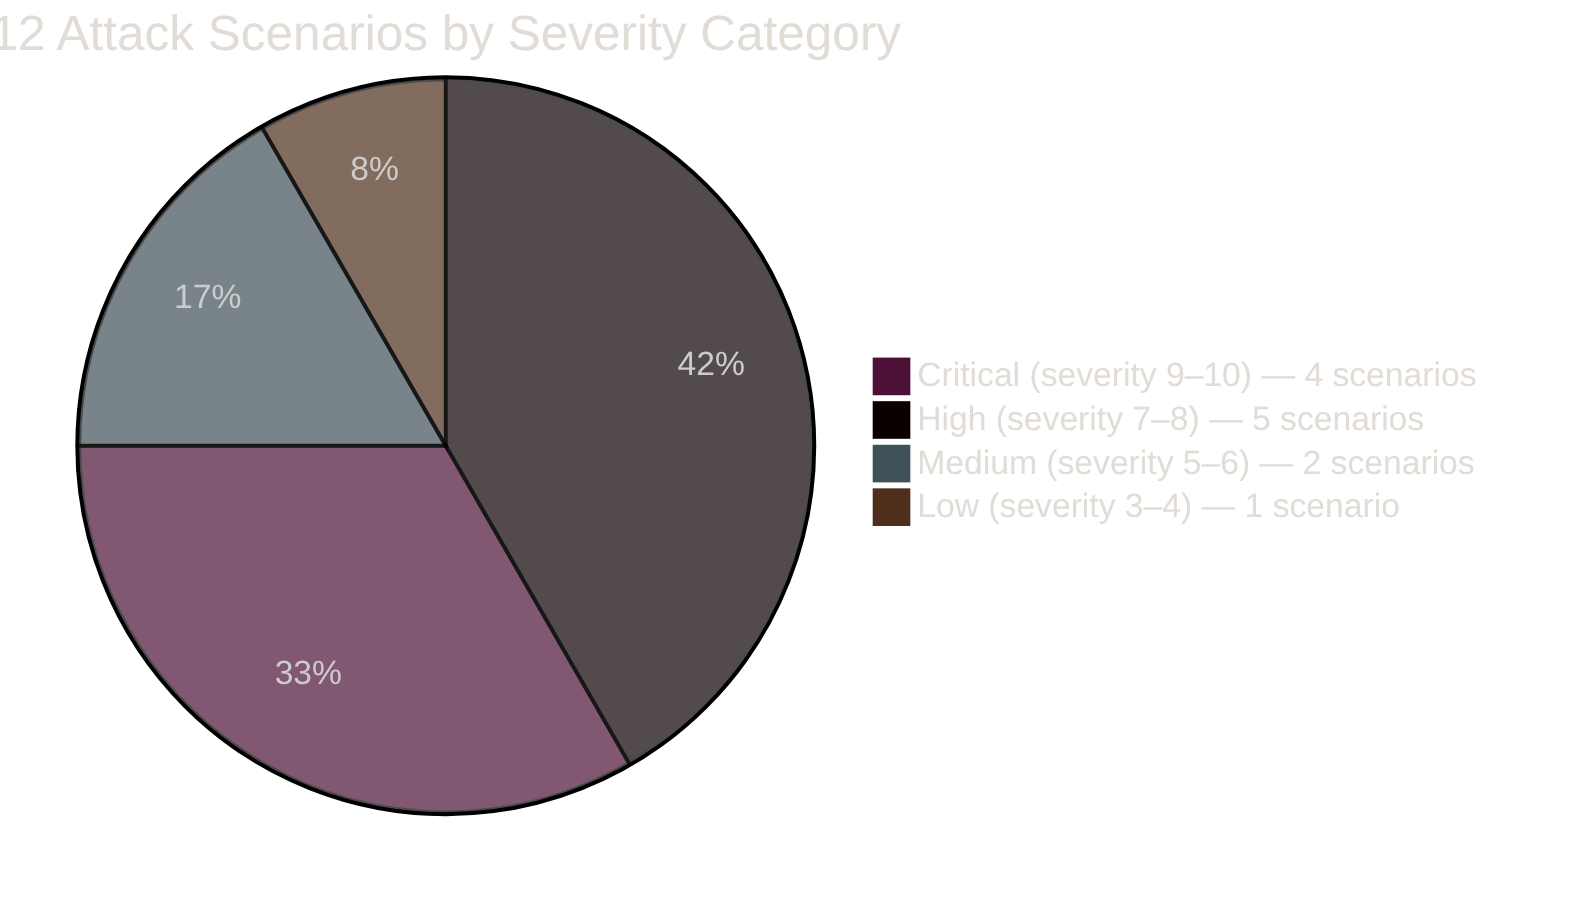 12 Attack Scenarios by Severity Category
8%
17%
42%
33%
Critical (severity 9–10) — 4 scenarios
High (severity 7–8) — 5 scenarios
Medium (severity 5–6) — 2 scenarios
Low (severity 3–4) — 1 scenario